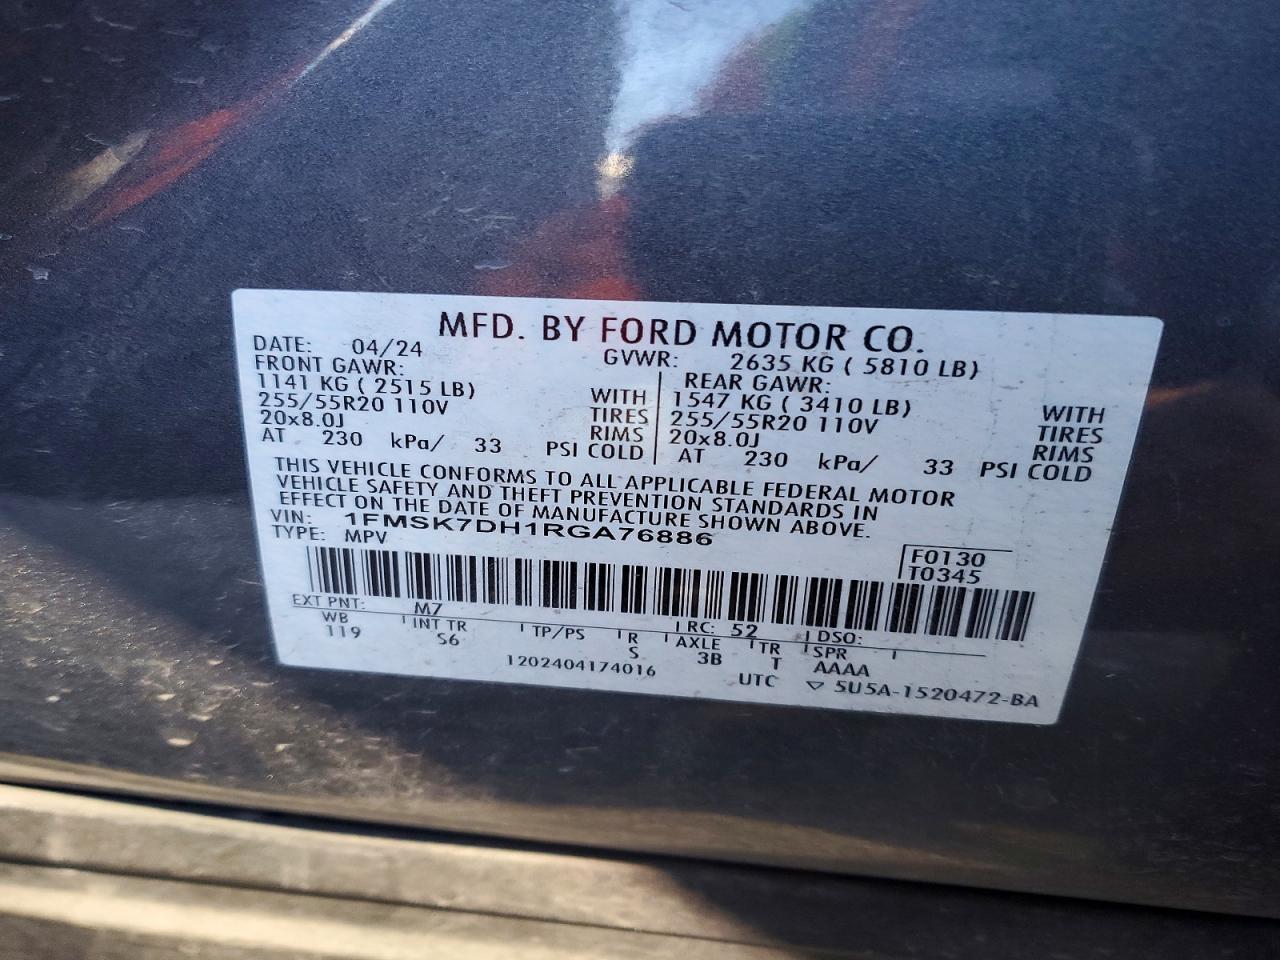 MFD. BY FORD MOTOR CO.
DATE: 04/24 GVWR: 2635 KG ( 5810 LB)
FRONT GAWR: REAR GAWR:
1141 KG ( 2515 LB) WITH 1547 KG ( 3410 LB) WITH
255/55R20 110V TIRES 255/55R20 110V TIRES
20x8.0J RIMS 20x8.0J RIMS
AT 230 kPa/ 33 PSI COLD AT 230 kPa/ 33 PSI COLD
THIS VEHICLE CONFORMS TO ALL APPLICABLE FEDERAL MOTOR
VEHICLE SAFETY AND THEFT PREVENTION STANDARDS IN
EFFECT ON THE DATE OF MANUFACTURE SHOWN ABOVE.
VIN: 1FMSK7DH1RGA76886
TYPE: MPV
F0130
T0345
EXT PNT: M7 RC: 52 DSO:
WB INT TR TP/PS R AXLE TR SPR
119 S6 S 3B T AAAA
1202404174016 UTC ▽ 5U5A-1520472-BA